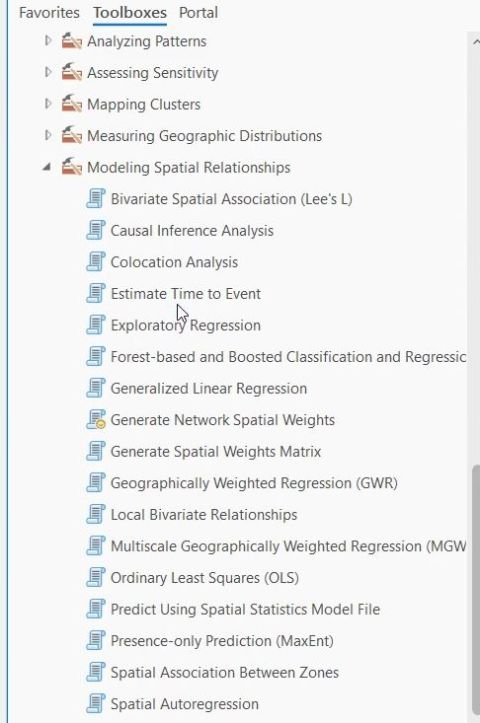 Favorites Toolboxes Portal
Analyzing Patterns
Assessing Sensitivity
Mapping Clusters
Measuring Geographic Distributions
Modeling Spatial Relationships
Bivariate Spatial Association (Lee's L)
Causal Inference Analysis
Colocation Analysis
Estimate Time to Event
Exploratory Regression
Forest-based and Boosted Classification and Regressic
Generalized Linear Regression
Generate Network Spatial Weights
Generate Spatial Weights Matrix
Geographically Weighted Regression (GWR)
Local Bivariate Relationships
Multiscale Geographically Weighted Regression (MGW
Ordinary Least Squares (OLS)
Predict Using Spatial Statistics Model File
Presence-only Prediction (MaxEnt)
Spatial Association Between Zones
Spatial Autoregression